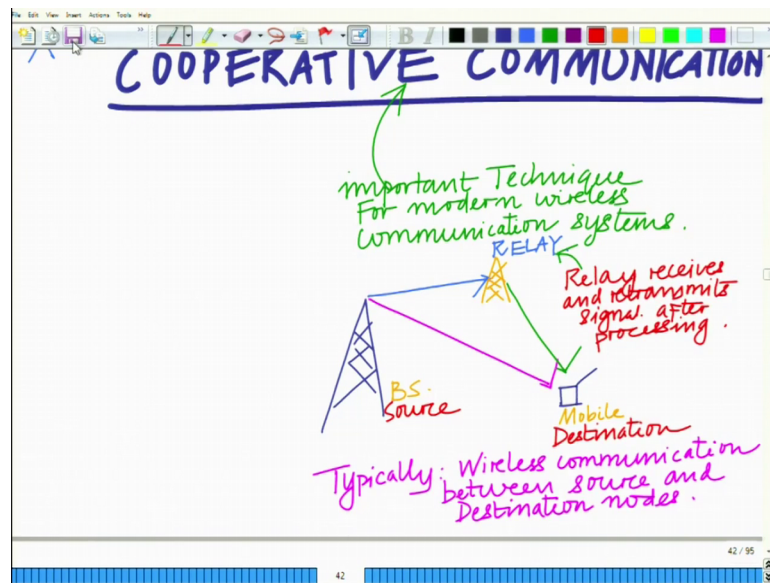 File Edit View Insert Actions Tools Help
B I
COOPERATIVE COMMUNICATION
important Technique
For modern wireless
communication systems.
RELAY
Relay receives
and retransmits
signal after
processing.
BS.
Source
Mobile
Destination
Typically: Wireless communication
between source and
Destination nodes.
42 / 95
42